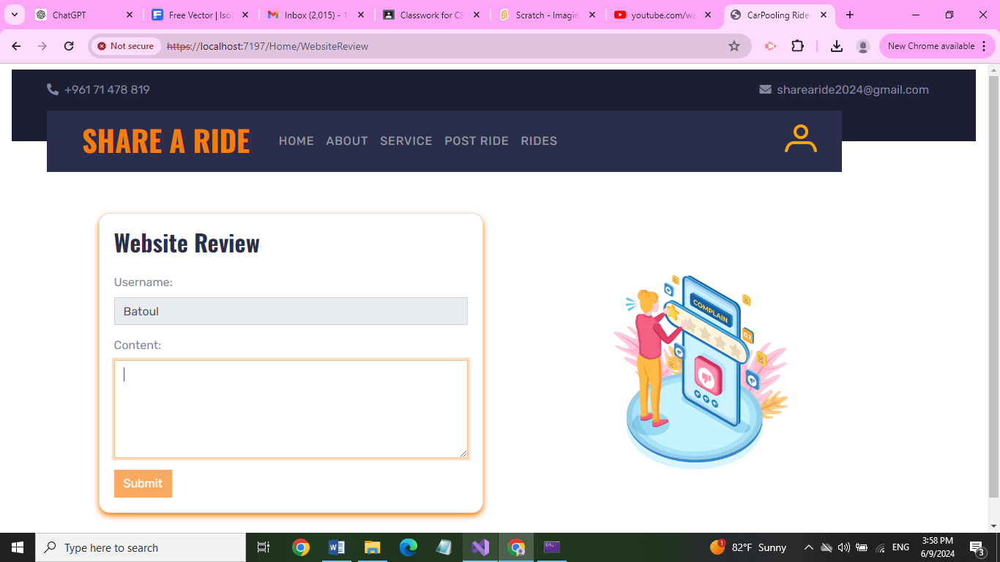 ChatGPT
Free Vector | Iso
Inbox (2,015) - 1
Classwork for CS
Scratch - Imagin
youtube.com/wa
CarPooling Ride
Not secure
https://localhost:7197/Home/WebsiteReview
New Chrome available
+961 71 478 819
sharearide2024@gmail.com
SHARE A RIDE
HOME ABOUT SERVICE POST RIDE RIDES
Website Review
Username:
Batoul
Content:
Submit
COMPLAIN
0.1
Type here to search
1
82°F Sunny
ENG
3:58 PM
6/9/2024
3